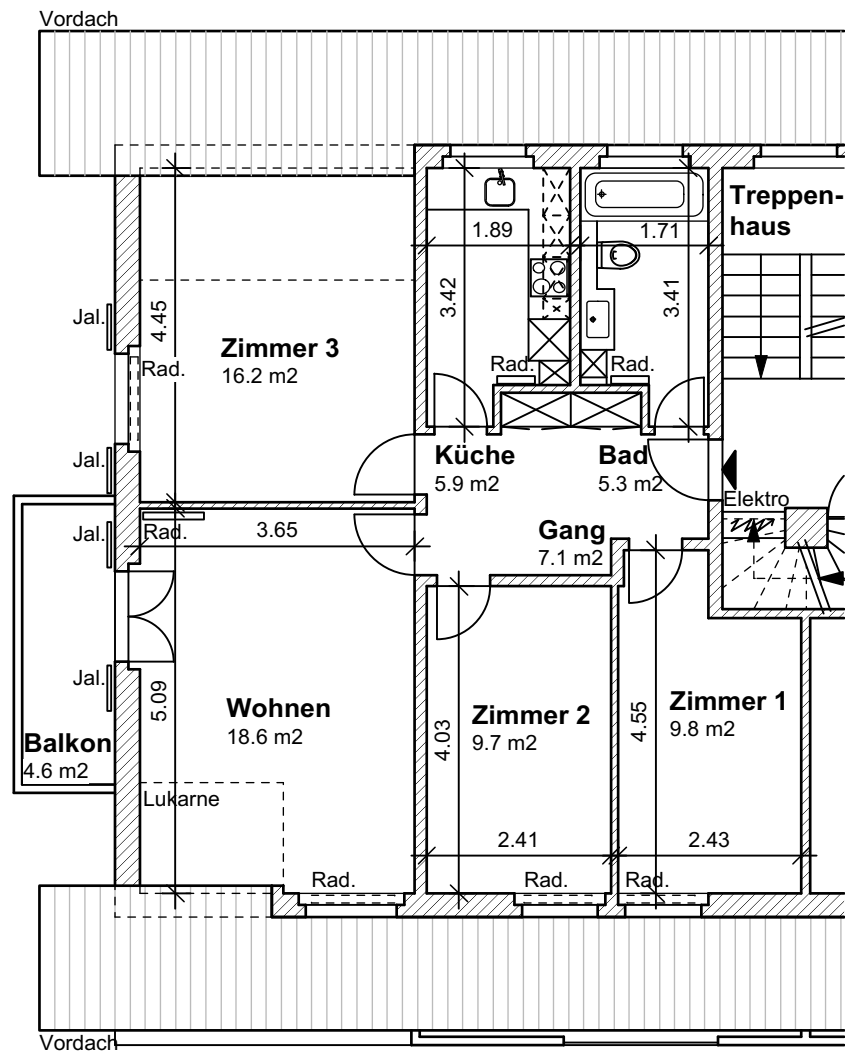 Vordach
Treppen-
haus
1.89
1.71
3.42
3.41
4.45
Jal.
Zimmer 3
16.2 m2
Rad.
Rad.
Rad.
Jal.
Küche
5.9 m2
Bad
5.3 m2
Elektro
Jal.
Rad.
3.65
Gang
7.1 m2
Jal.
5.09
Wohnen
18.6 m2
4.03
Zimmer 2
9.7 m2
4.55
Zimmer 1
9.8 m2
Balkon
4.6 m2
Lukarne
2.41
2.43
Rad.
Rad.
Rad.
Vordach